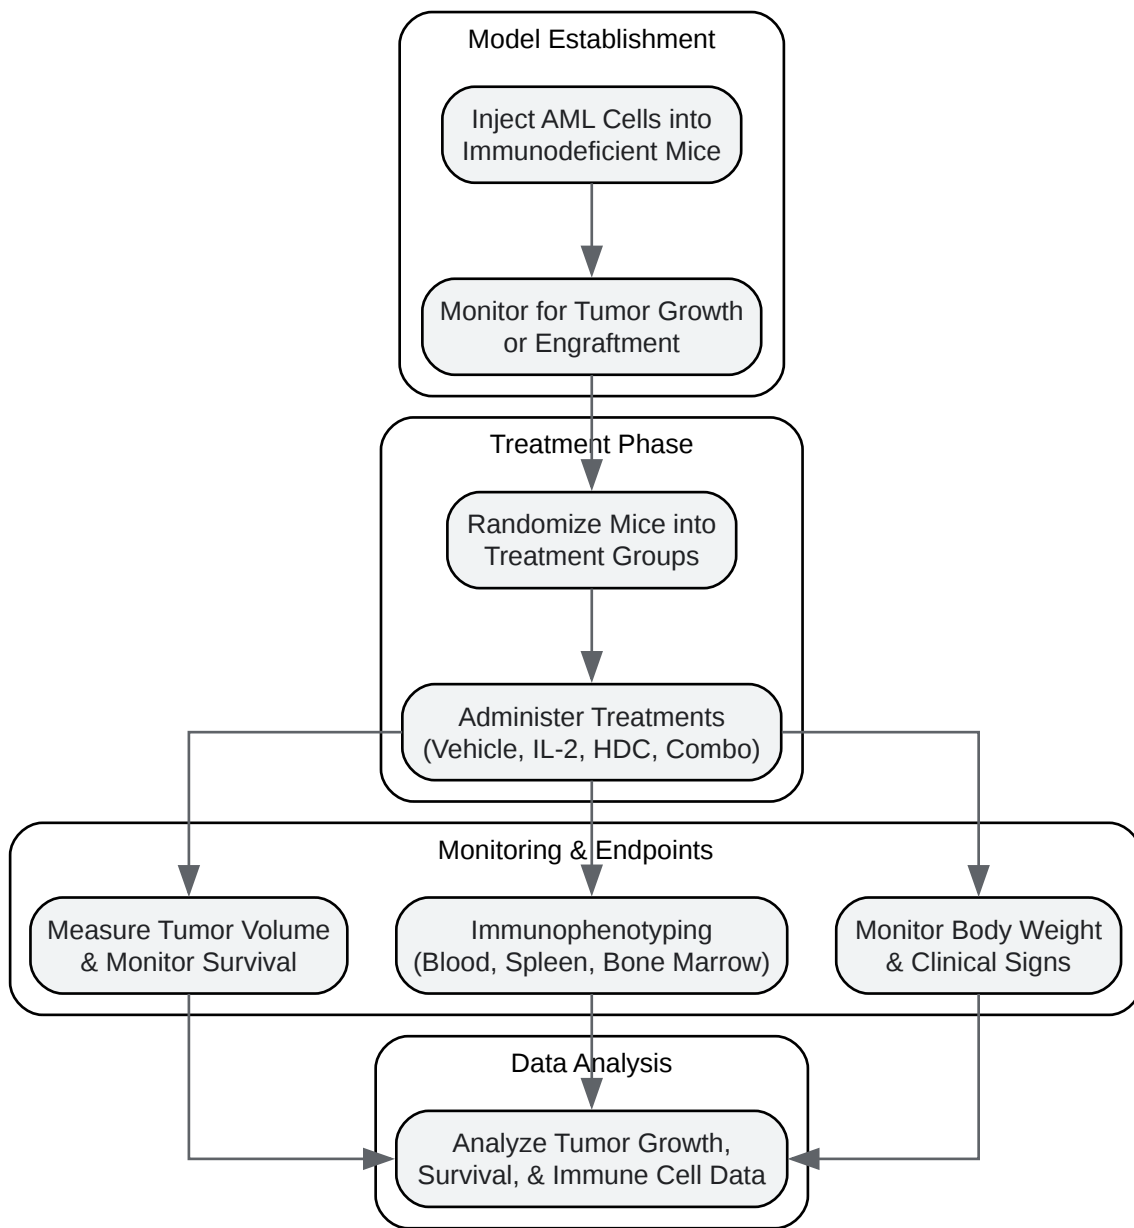 Model Establishment
Inject AML Cells into
Immunodeficient Mice
Monitor for Tumor Growth
or Engraftment
Treatment Phase
Randomize Mice into
Treatment Groups
Administer Treatments
(Vehicle, IL-2, HDC, Combo)
Monitoring & Endpoints
Measure Tumor Volume
& Monitor Survival
Immunophenotyping
(Blood, Spleen, Bone Marrow)
Monitor Body Weight
& Clinical Signs
Data Analysis
Analyze Tumor Growth,
Survival, & Immune Cell Data